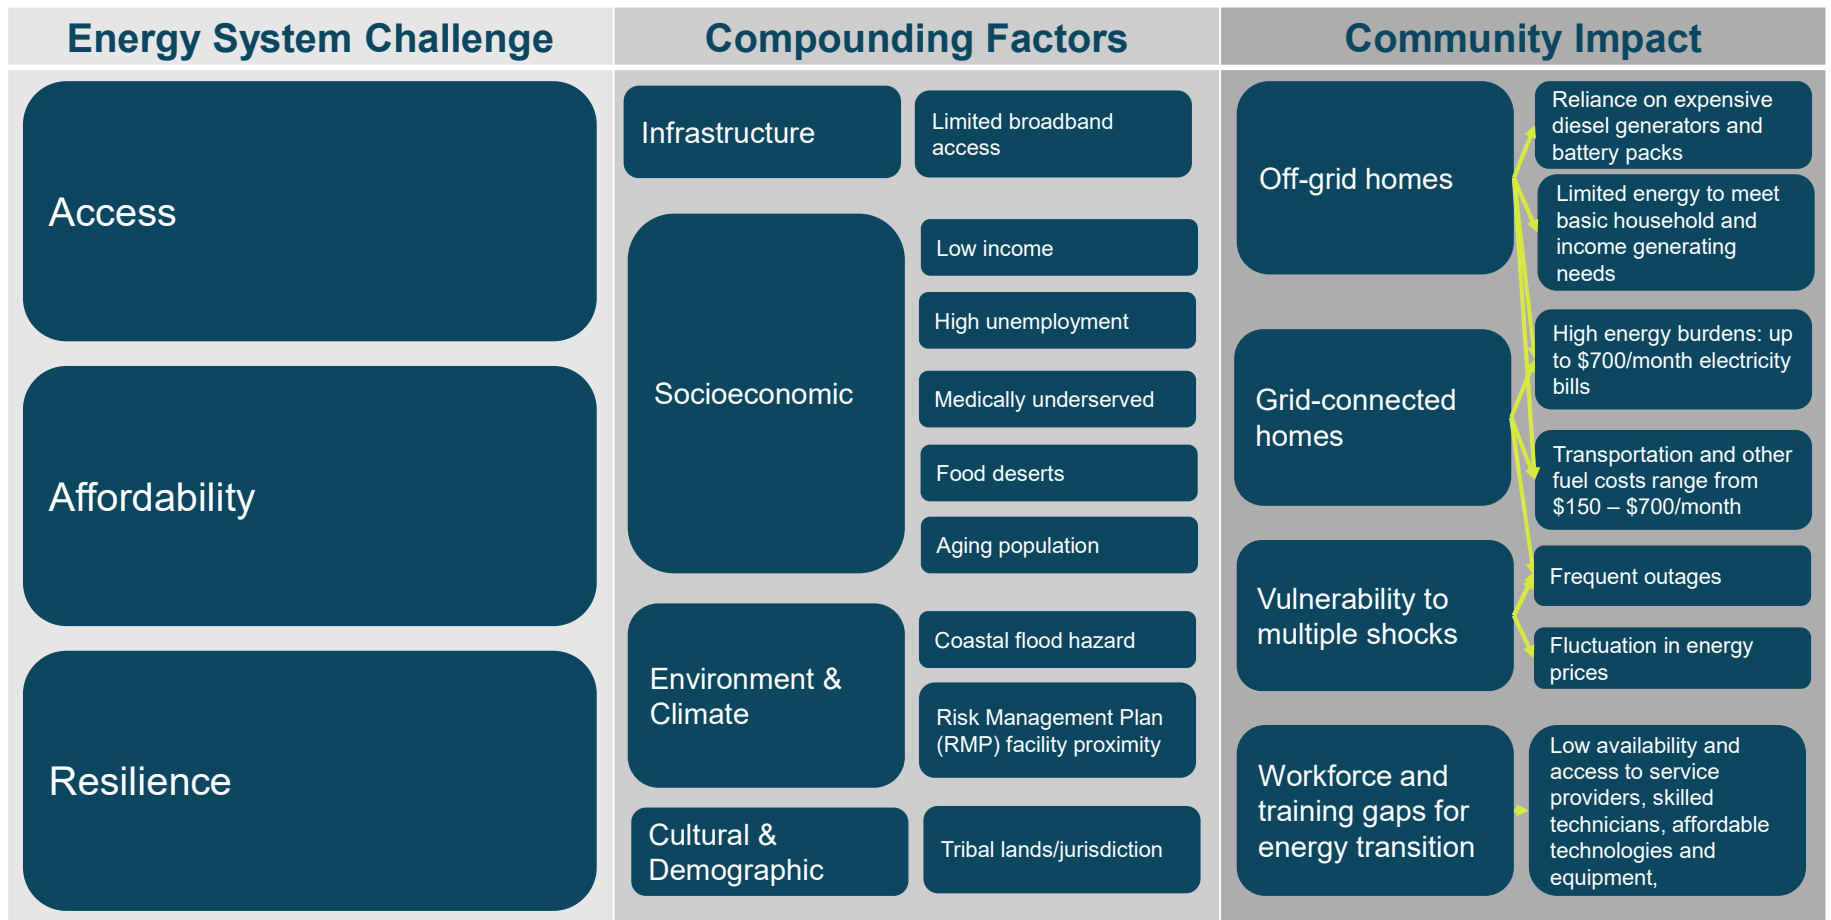 Energy System Challenge
Compounding Factors
Community Impact
Access
Affordability
Resilience
Infrastructure
Limited broadband
access
Socioeconomic
Low income
High unemployment
Medically underserved
Food deserts
Aging population
Environment &
Climate
Coastal flood hazard
Risk Management Plan
(RMP) facility proximity
Cultural &
Demographic
Tribal lands/jurisdiction
Off-grid homes
Reliance on expensive
diesel generators and
battery packs
Limited energy to meet
basic household and
income generating
needs
Grid-connected
homes
High energy burdens: up
to $700/month electricity
bills
Transportation and other
fuel costs range from
$150 – $700/month
Vulnerability to
multiple shocks
Frequent outages
Fluctuation in energy
prices
Workforce and
training gaps for
energy transition
Low availability and
access to service
providers, skilled
technicians, affordable
technologies and
equipment,